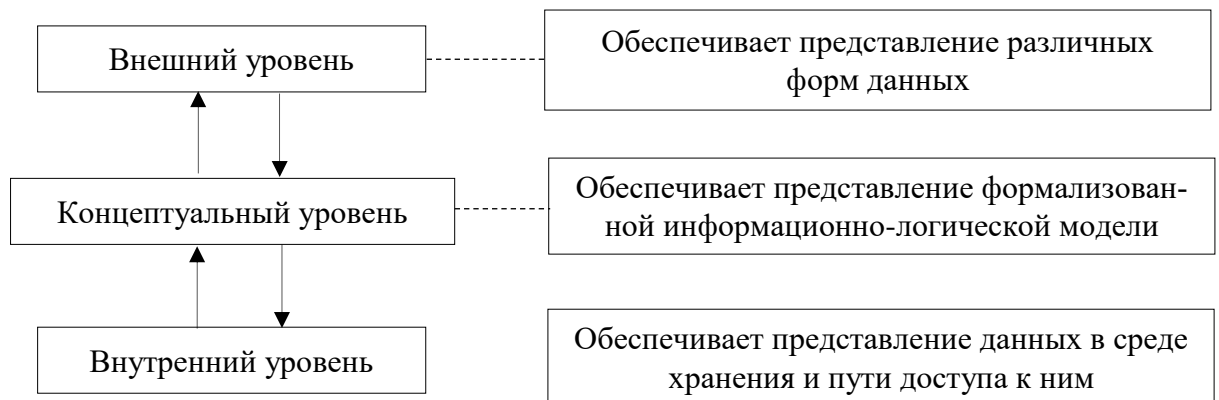 Внешний уровень
Обеспечивает представление различных
форм данных
Концептуальный уровень
Обеспечивает представление формализован-
ной информационно-логической модели
Внутренний уровень
Обеспечивает представление данных в среде
хранения и пути доступа к ним